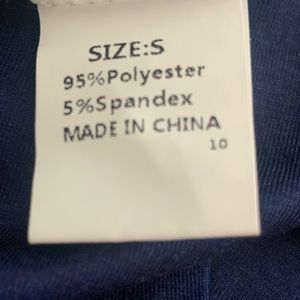 SIZE:S
95%Polyester
5%Spandex
MADE IN CHINA
10